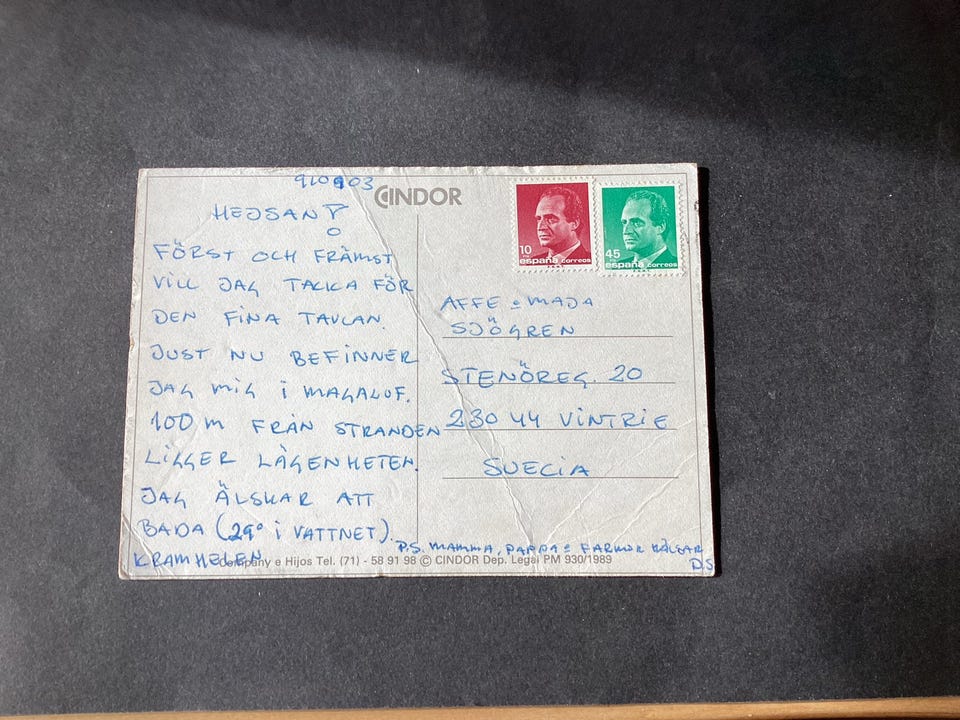 910903
CINDOR
HEJSAN!
FÖRST OCH FRÄMST
VILL JAG TACKA FÖR
DEN FINA TAVLAN.
JUST NU BEFINNER
JAG MIG I MAGALUF.
100 M FRÅN STRANDEN
LIGGER LÄGENHETEN.
JAG ÄLSKAR ATT
BADA (29° I VATTNET).
KRAM HELEN
P.S. MAMMA, PAPPA o FARMOR HÄLSAR
D.S
10 españa correos
45 españa correos
AFFE o MAJA
SJÖGREN
STENÖREG. 20
230 44 VINTRIE
SUECIA
e Hijos Tel. (71) - 58 91 98 © CINDOR Dep. Legal PM 930/1989